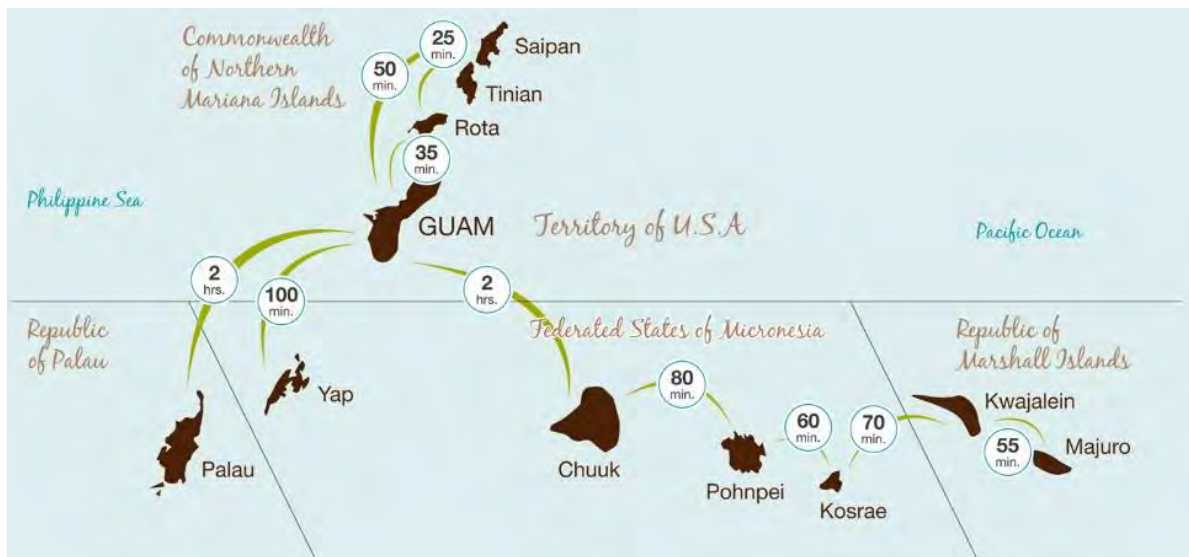 Commonwealth
of Northern
Mariana Islands
25
min.
Saipan
50
min.
Tinian
Rota
35
min.
Philippine Sea
GUAM
Territory of U.S.A
Pacific Ocean
2
hrs.
100
min.
2
hrs.
Republic
of Palau
Federated States of Micronesia
Republic of
Marshall Islands
Yap
80
min.
Kwajalein
60
min.
70
min.
55
min.
Majuro
Palau
Chuuk
Pohnpei
Kosrae